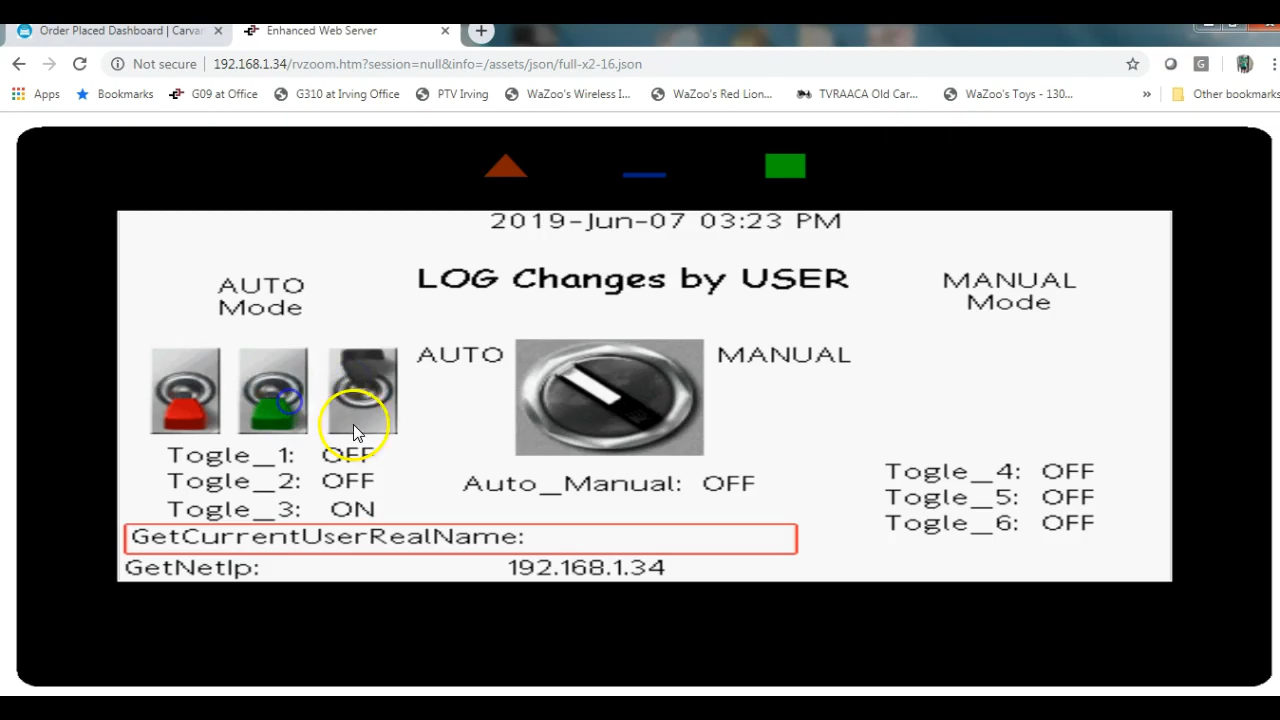 Order Placed Dashboard | Carva
Enhanced Web Server
Not secure
192.168.1.34/rvzoom.htm?session=null&info=/assets/json/full-x2-16.json
G
Apps
Bookmarks
G09 at Office
G310 at Irving Office
PTV Irving
WaZoo's Wireless I...
WaZoo's Red Lion...
TVRAACA Old Car...
WaZoo's Toys - 130...
»
Other bookmarks
2019-Jun-07 03:23 PM
AUTO
Mode
LOG Changes by USER
MANUAL
Mode
AUTO
MANUAL
Togle_1: OFF
Togle_2: OFF
Togle_3: ON
Auto_Manual: OFF
Togle_4: OFF
Togle_5: OFF
Togle_6: OFF
GetCurrentUserRealName:
GetNetIp: 192.168.1.34